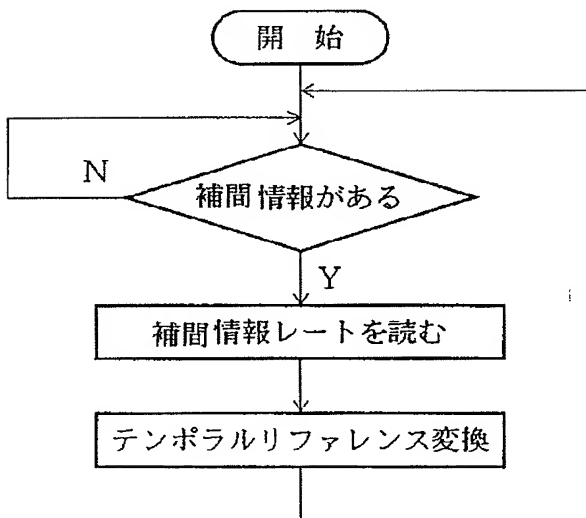 開 始
補間情報がある
N
Y
補間情報レートを読む
テンポラルリファレンス変換